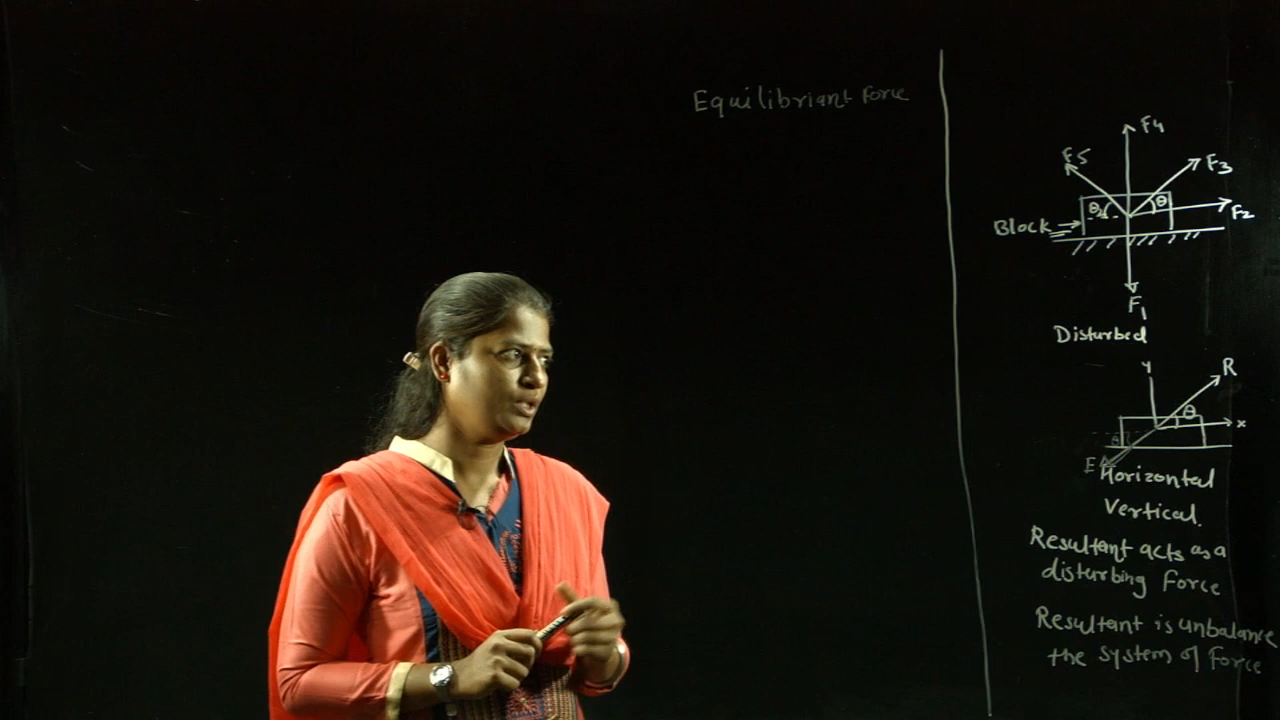 Equilibriant Force
F4
F5
F3
θ2
θ
F2
Block
F1
Disturbed
y
R
θ
x
θ
E
Horizontal
Vertical.
Resultant acts as a
disturbing Force
Resultant is unbalance
the system of Force